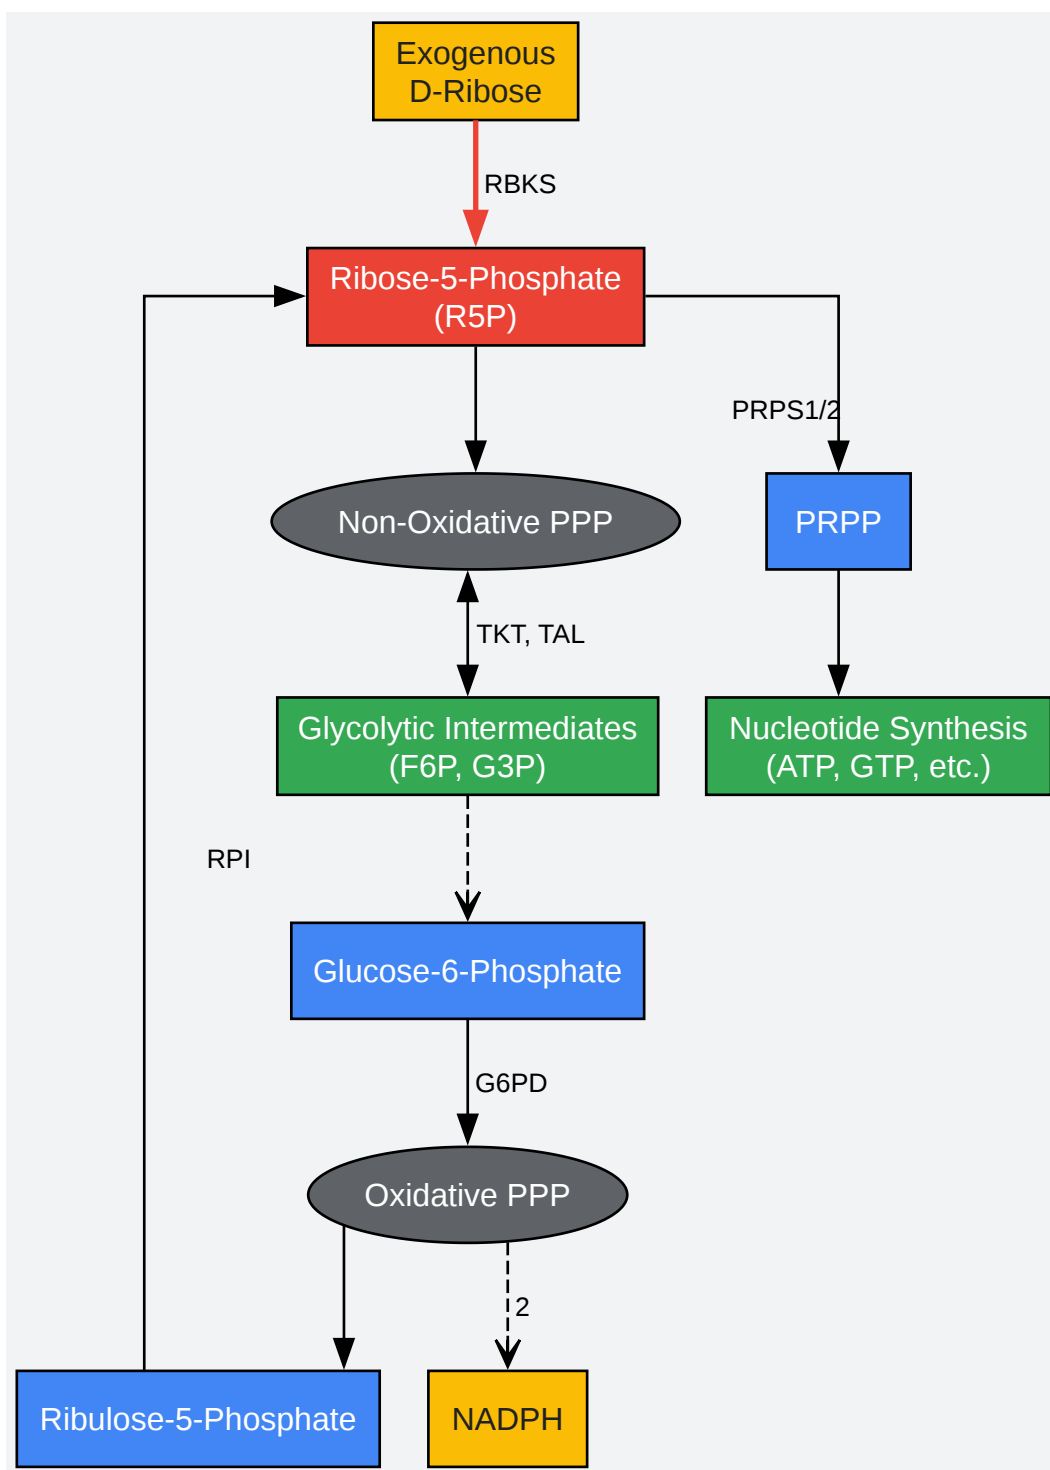 Exogenous
D-Ribose
RBKS
Ribose-5-Phosphate
(R5P)
PRPS1/2
Non-Oxidative PPP
PRPP
TKT, TAL
Glycolytic Intermediates
(F6P, G3P)
Nucleotide Synthesis
(ATP, GTP, etc.)
RPI
Glucose-6-Phosphate
G6PD
Oxidative PPP
2
Ribulose-5-Phosphate
NADPH